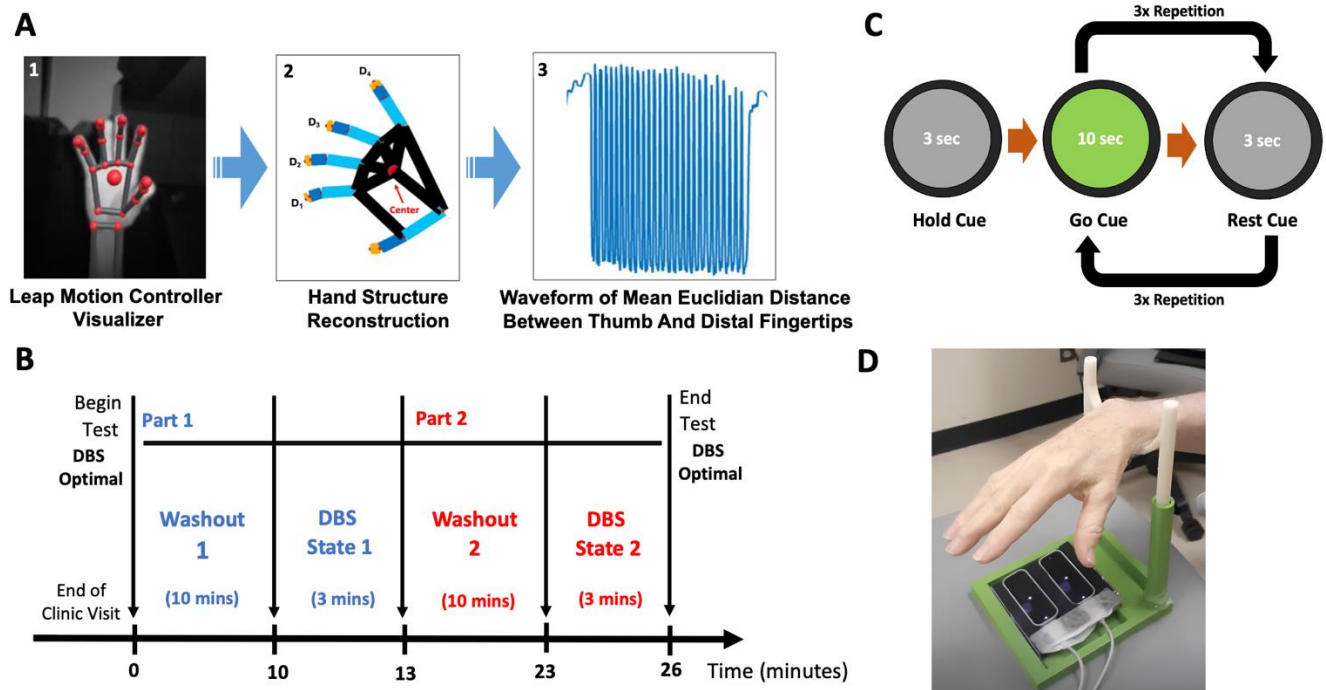 A
1
Leap Motion Controller
Visualizer
2
D₄
D₃
D₂
D₁
Center
Hand Structure
Reconstruction
3
Waveform of Mean Euclidian Distance
Between Thumb And Distal Fingertips
C
3x Repetition
3 sec
10 sec
3 sec
Hold Cue
Go Cue
Rest Cue
3x Repetition
B
Begin
Test
DBS
Optimal
Part 1
Part 2
End
Test
DBS
Optimal
Washout
1
(10 mins)
DBS
State 1
(3 mins)
Washout
2
(10 mins)
DBS
State 2
(3 mins)
End of
Clinic Visit
0
10
13
23
26
Time (minutes)
D